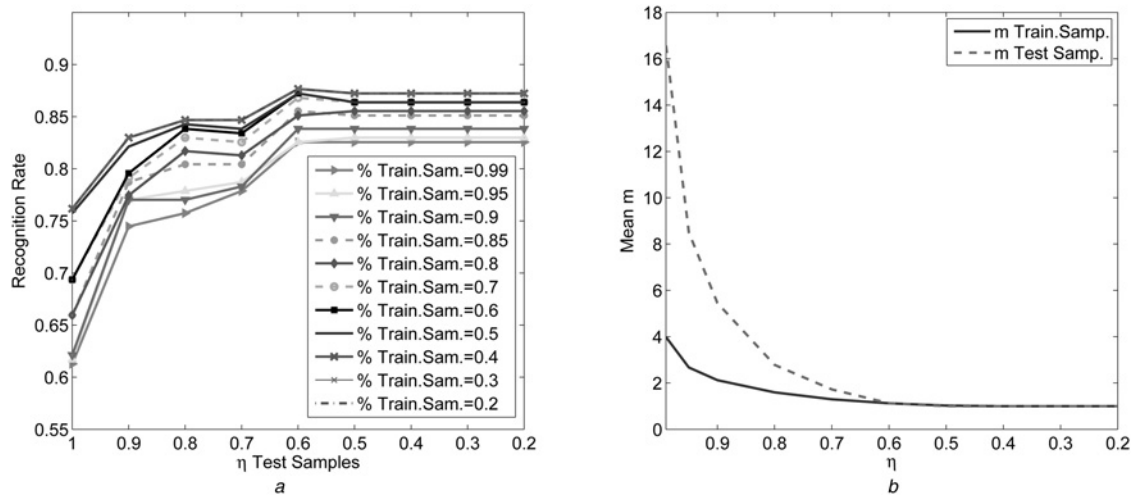 0.9
0.85
0.8
0.75
0.7
0.65
0.6
0.55
Recognition Rate
% Train.Sam.=0.99
% Train.Sam.=0.95
% Train.Sam.=0.9
% Train.Sam.=0.85
% Train.Sam.=0.8
% Train.Sam.=0.7
% Train.Sam.=0.6
% Train.Sam.=0.5
% Train.Sam.=0.4
% Train.Sam.=0.3
% Train.Sam.=0.2
1 0.9 0.8 0.7 0.6 0.5 0.4 0.3 0.2
η Test Samples
a
18
16
14
12
10
8
6
4
2
0
Mean m
m Train.Samp.
m Test Samp.
0.9 0.8 0.7 0.6 0.5 0.4 0.3 0.2
η
b